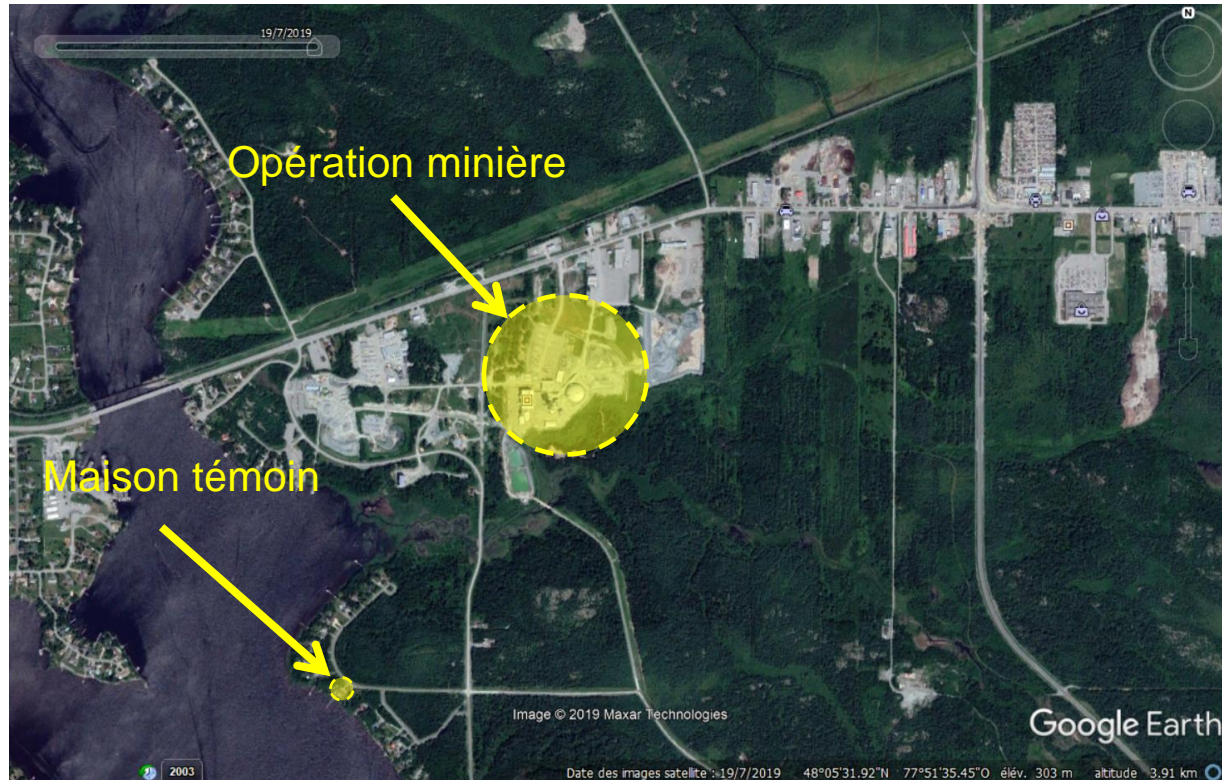 19/7/2019
N
Opération minière
Maison témoin
Image © 2019 Maxar Technologies
Google Earth
2003
Date des images satellite : 19/7/2019 48°05'31.92"N 77°51'35.45"O élév. 303 m altitude 3.91 km